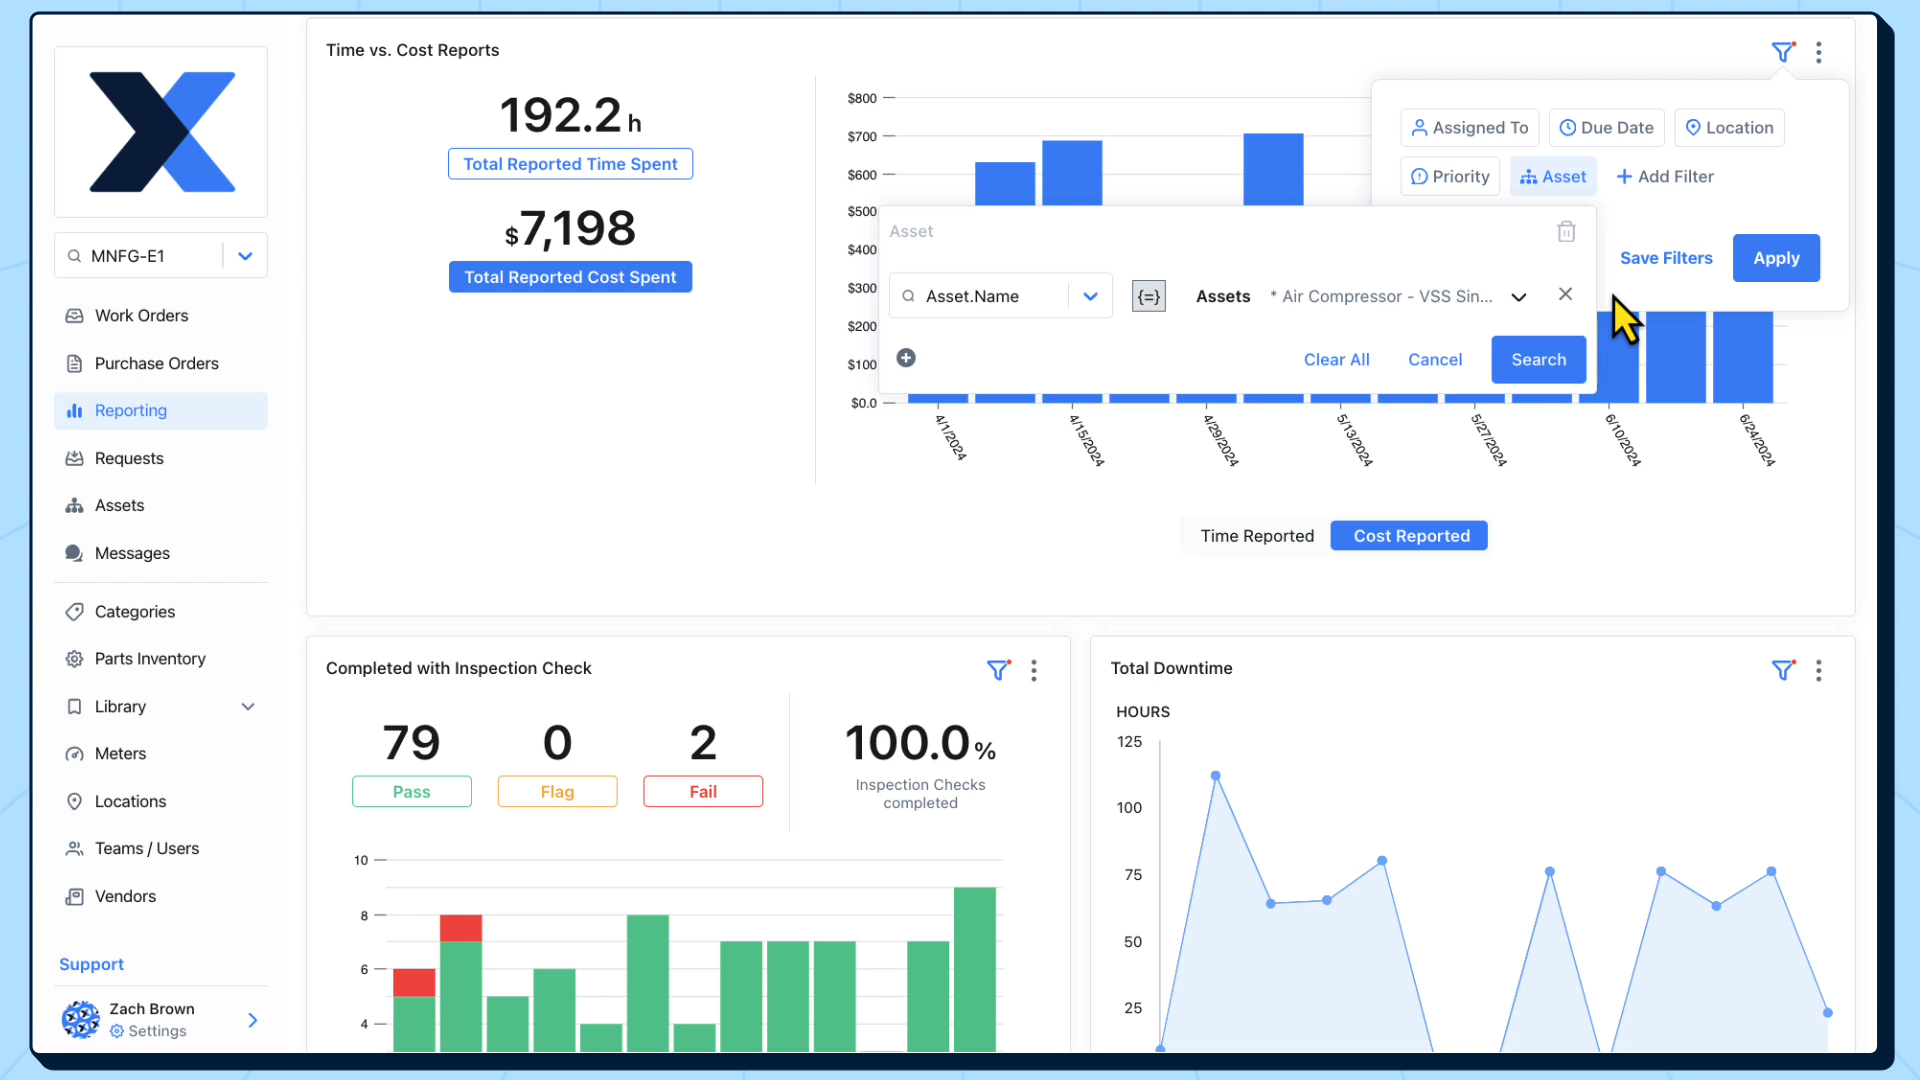 MNFG-E1
Work Orders
Purchase Orders
Reporting
Requests
Assets
Messages
Categories
Parts Inventory
Library
Meters
Locations
Teams / Users
Vendors
Support
Zach Brown
Settings
Time vs. Cost Reports
192.2 h
Total Reported Time Spent
$7,198
Total Reported Cost Spent
$800
$700
$600
$500
$400
$300
$200
$100
$0.0
4/1/2024
4/15/2024
4/29/2024
5/13/2024
5/27/2024
6/10/2024
6/24/2024
Assigned To
Due Date
Location
Priority
Asset
Add Filter
Save Filters
Apply
Asset
Asset.Name
{=}
Assets
* Air Compressor - VSS Sin...
Clear All
Cancel
Search
Time Reported
Cost Reported
Completed with Inspection Check
79
Pass
0
Flag
2
Fail
100.0 %
Inspection Checks
completed
10
8
6
4
Total Downtime
HOURS
125
100
75
50
25